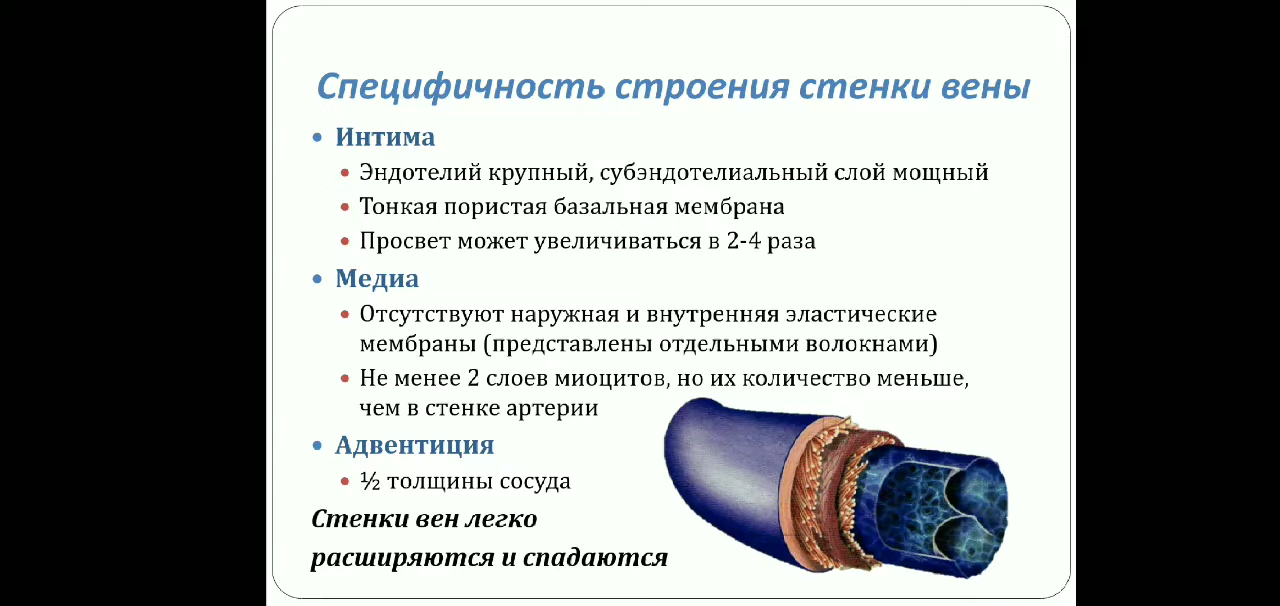 Специфичность строения стенки вены
• Интима
• Эндотелий крупный, субэндотелиальный слой мощный
• Тонкая пористая базальная мембрана
• Просвет может увеличиваться в 2-4 раза
• Медиа
• Отсутствуют наружная и внутренняя эластические
мембраны (представлены отдельными волокнами)
• Не менее 2 слоев миоцитов, но их количество меньше,
чем в стенке артерии
• Адвентиция
• ½ толщины сосуда
Стенки вен легко
расширяются и спадаются